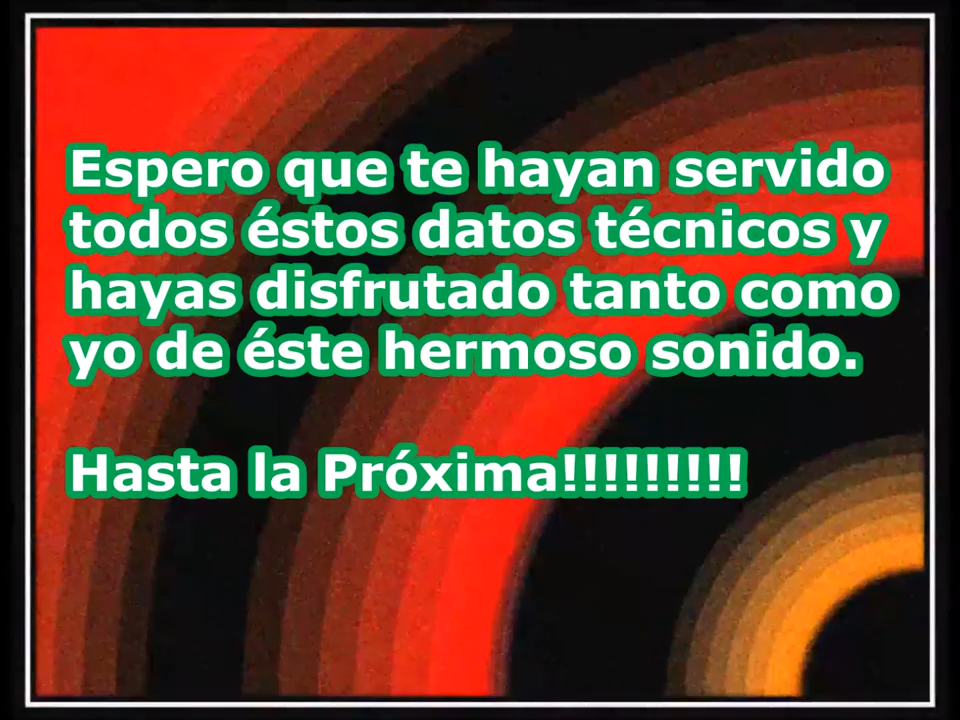 Espero que te hayan servido
todos éstos datos técnicos y
hayas disfrutado tanto como
yo de éste hermoso sonido.
Hasta la Próxima!!!!!!!!!